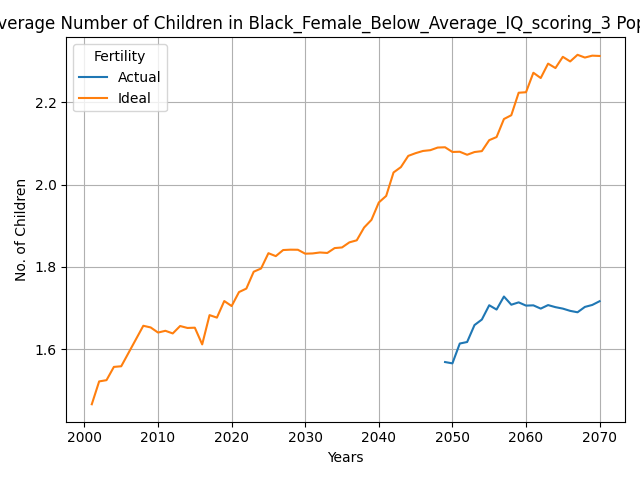 verage Number of Children in Black_Female_Below_Average_IQ_scoring_3 Pop
Fertility
Actual
Ideal
2.2
2.0
1.8
1.6
No. of Children
2000 2010 2020 2030 2040 2050 2060 2070
Years